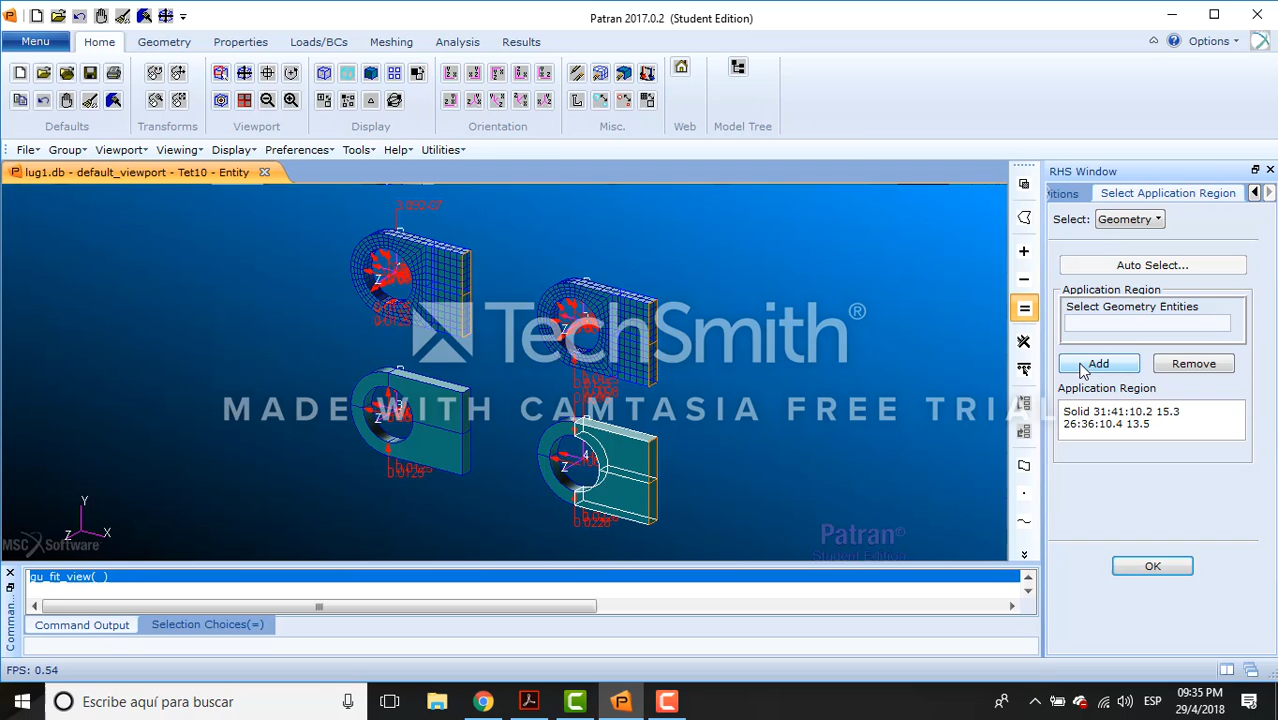 Patran 2017.0.2 (Student Edition)
Menu Home Geometry Properties Loads/BCs Meshing Analysis Results Options
Defaults Transforms Viewport Display Orientation Misc. Web Model Tree
File Group Viewport Viewing Display Preferences Tools Help Utilities
lug1.db - default_viewport - Tet10 - Entity
RHS Window
Select Application Region
Select: Geometry
Auto Select...
Application Region
Select Geometry Entities
Add Remove
Application Region
Solid 31:41:10.2 15.3
26:36:10.4 13.5
OK
TechSmith®
MADE WITH CAMTASIA FREE TRIAL
Z
Z
3
Z
4
Z
0.0125
Y
Z X
MSC Software
Patran®
Student Edition
gu_fit_view( )
Command Output Selection Choices(=)
FPS: 0.54
Escribe aquí para buscar
ESP
09:35 PM
29/4/2018